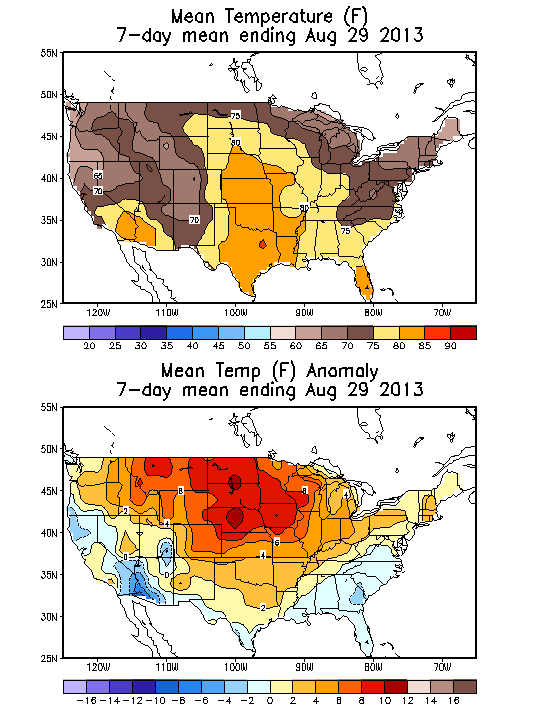 Mean Temperature (F)
7-day mean ending Aug 29 2013
55N
50N
45N
40N
35N
30N
25N
75
80
65
70
80
70
75
120W 110W 100W 90W 80W 70W
20 25 30 35 40 45 50 55 60 65 70 75 80 85 90
Mean Temp (F) Anomaly
7-day mean ending Aug 29 2013
55N
50N
45N
40N
35N
30N
25N
8 8 4
2
4
6
0 4
0
2
120W 110W 100W 90W 80W 70W
-16 -14 -12 -10 -8 -6 -4 -2 0 2 4 6 8 10 12 14 16